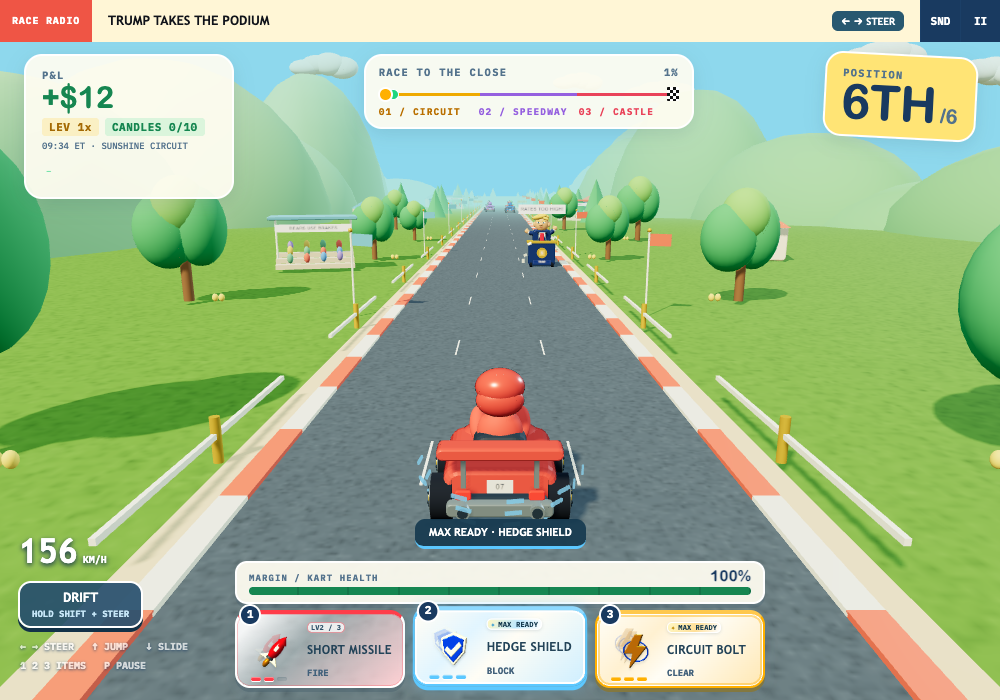 RACE RADIO
TRUMP TAKES THE PODIUM
← → STEER
SND
II
P&L
+$12
LEV 1x
CANDLES 0/10
09:34 ET · SUNSHINE CIRCUIT
RACE TO THE CLOSE
1%
01 / CIRCUIT
02 / SPEEDWAY
03 / CASTLE
POSITION
6TH/6
07
MAX READY · HEDGE SHIELD
156 KM/H
DRIFT
HOLD SHIFT + STEER
← → STEER ↑ JUMP ↓ SLIDE
1 2 3 ITEMS P PAUSE
MARGIN / KART HEALTH
100%
1
LV2 / 3
SHORT MISSILE
FIRE
2
MAX READY
HEDGE SHIELD
BLOCK
3
MAX READY
CIRCUIT BOLT
CLEAR